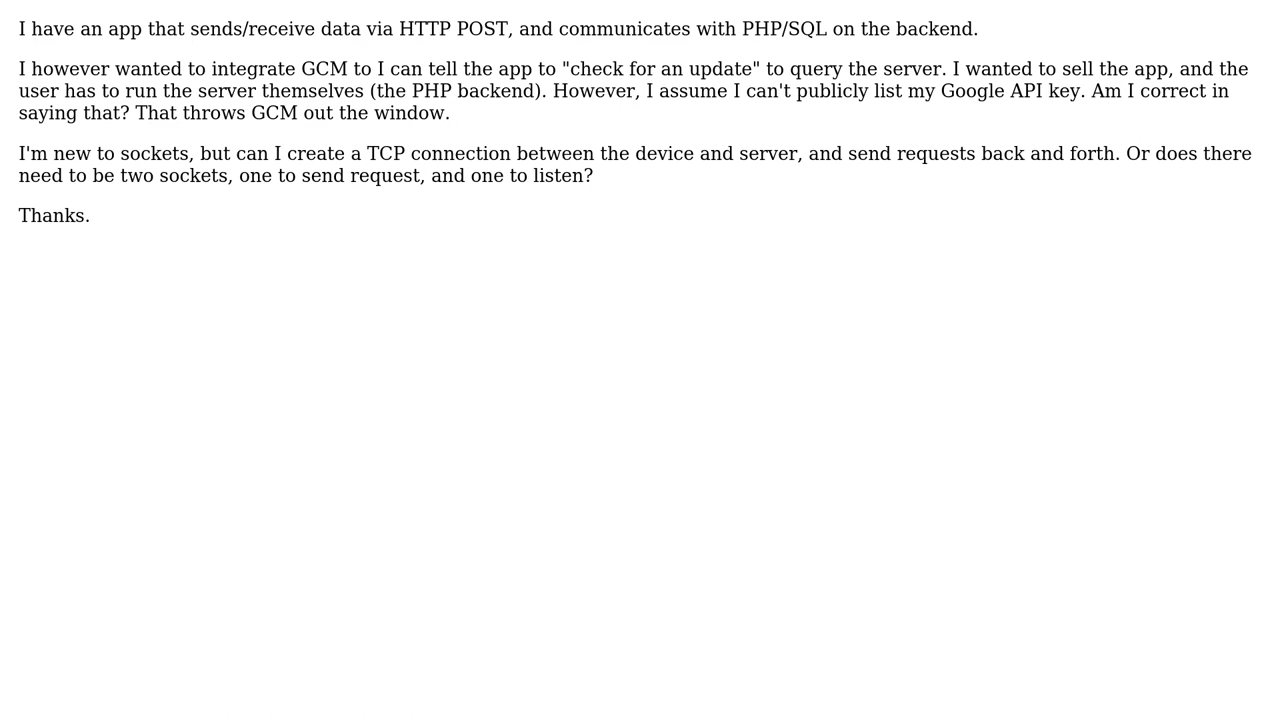 I have an app that sends/receive data via HTTP POST, and communicates with PHP/SQL on the backend.
I however wanted to integrate GCM to I can tell the app to "check for an update" to query the server. I wanted to sell the app, and the
user has to run the server themselves (the PHP backend). However, I assume I can't publicly list my Google API key. Am I correct in
saying that? That throws GCM out the window.
I'm new to sockets, but can I create a TCP connection between the device and server, and send requests back and forth. Or does there
need to be two sockets, one to send request, and one to listen?
Thanks.